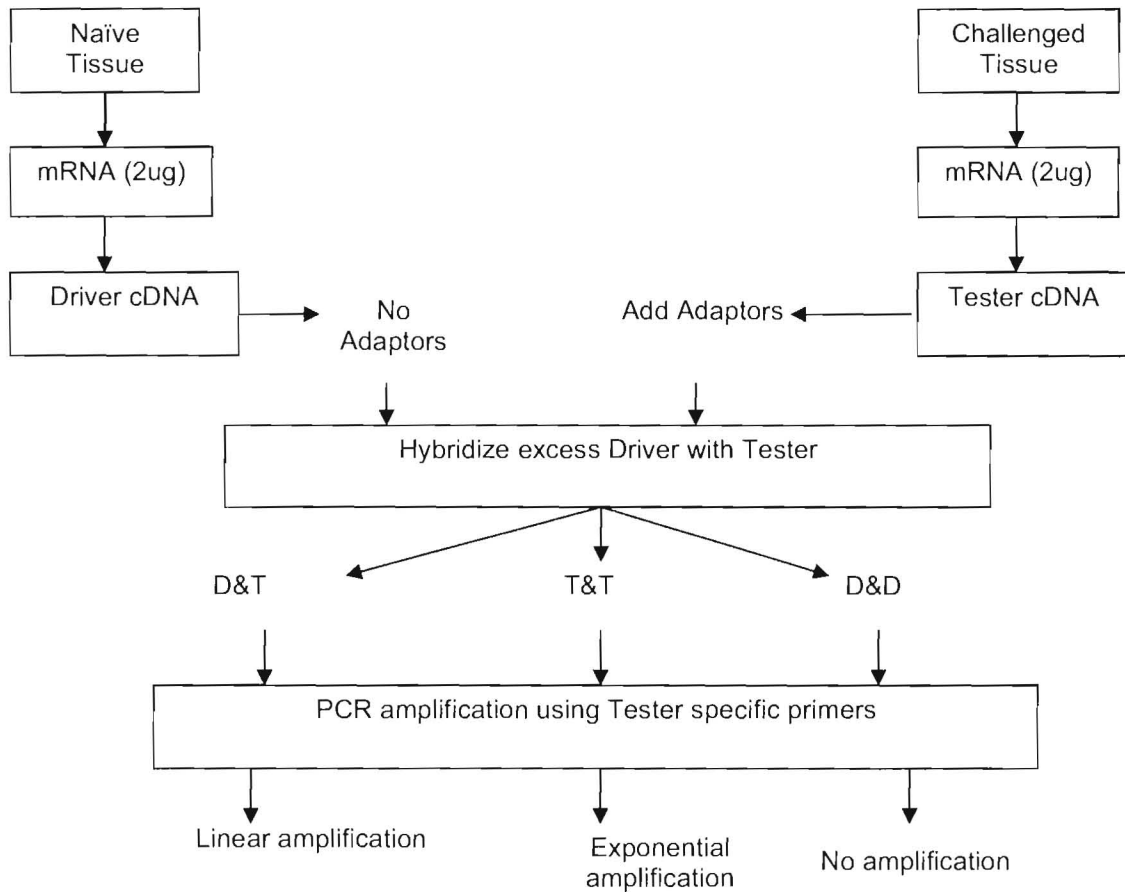 Naïve
Tissue
Challenged
Tissue
mRNA (2ug)
mRNA (2ug)
Driver cDNA
No
Adaptors
Add Adaptors
Tester cDNA
Hybridize excess Driver with Tester
D&T
T&T
D&D
PCR amplification using Tester specific primers
Linear amplification
Exponential
amplification
No amplification